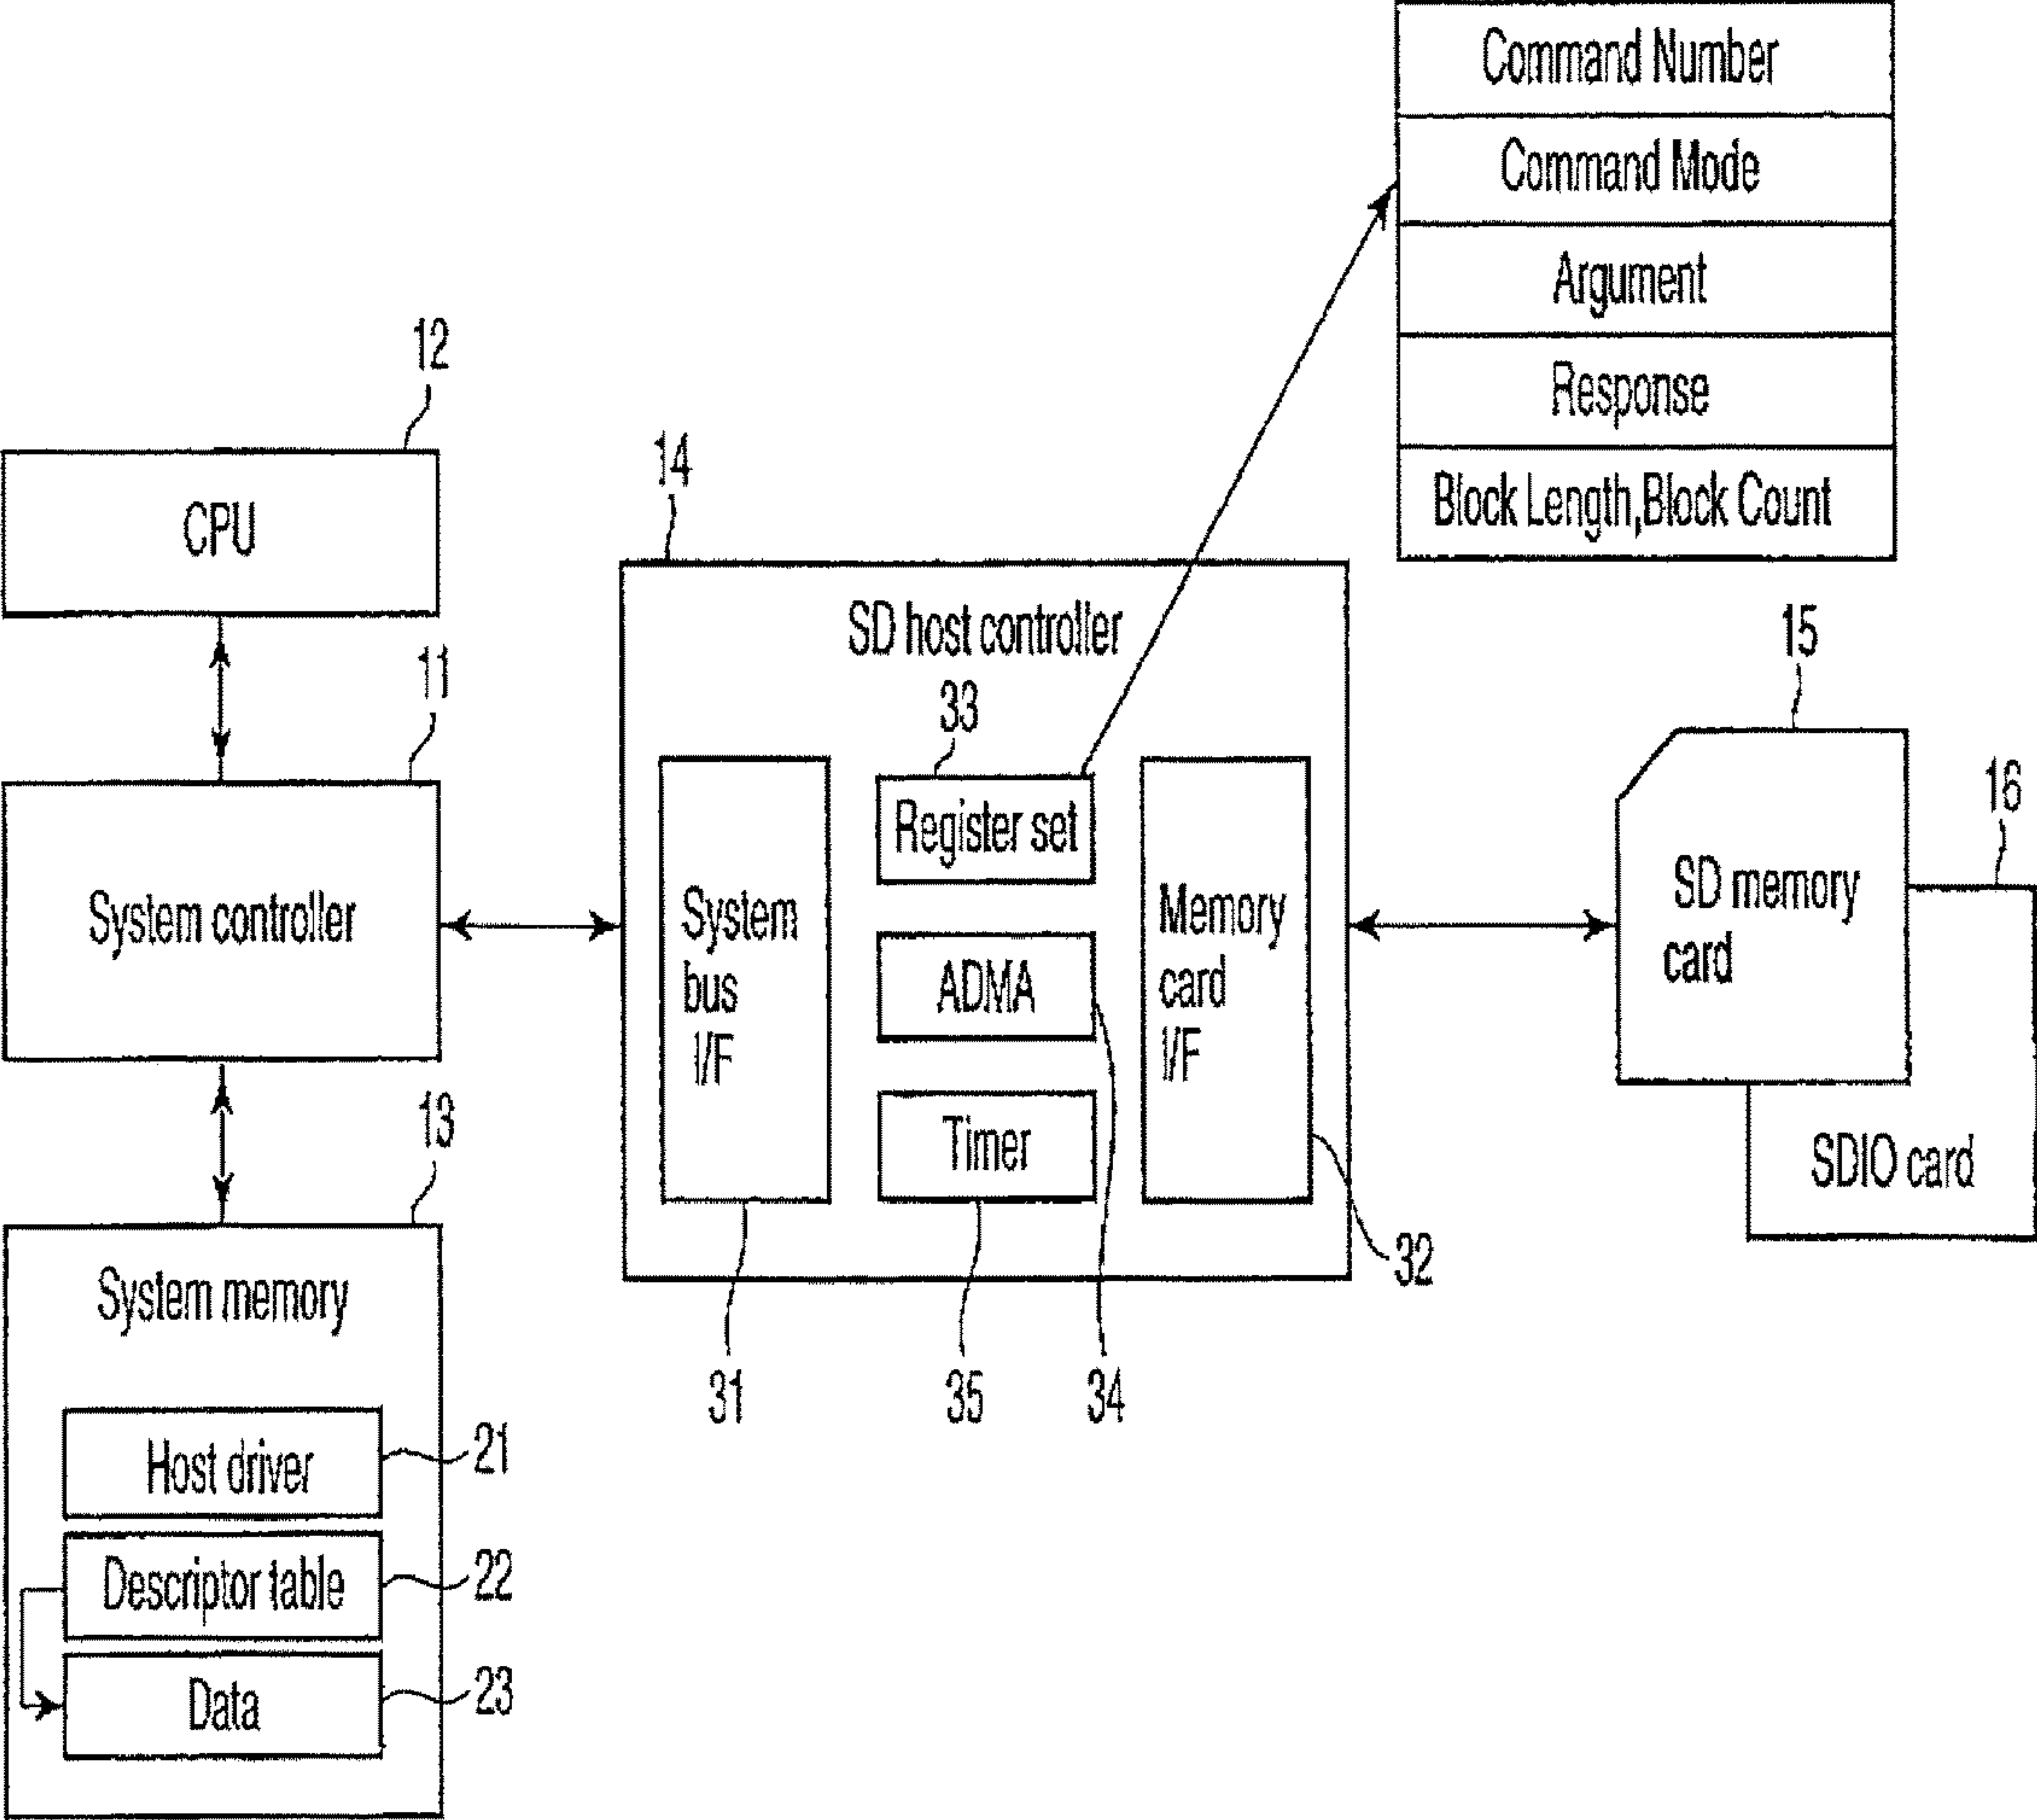 Command Number
Command Mode
Argument
Response
Block Length,Block Count
12
CPU
11
System controller
13
System memory
Host driver
21
Descriptor table
22
Data
23
14
SD host controller
33
Register set
System
bus
I/F
ADMA
Timer
Memory
card
I/F
31
35
34
32
15
SD memory
card
16
SDIO card